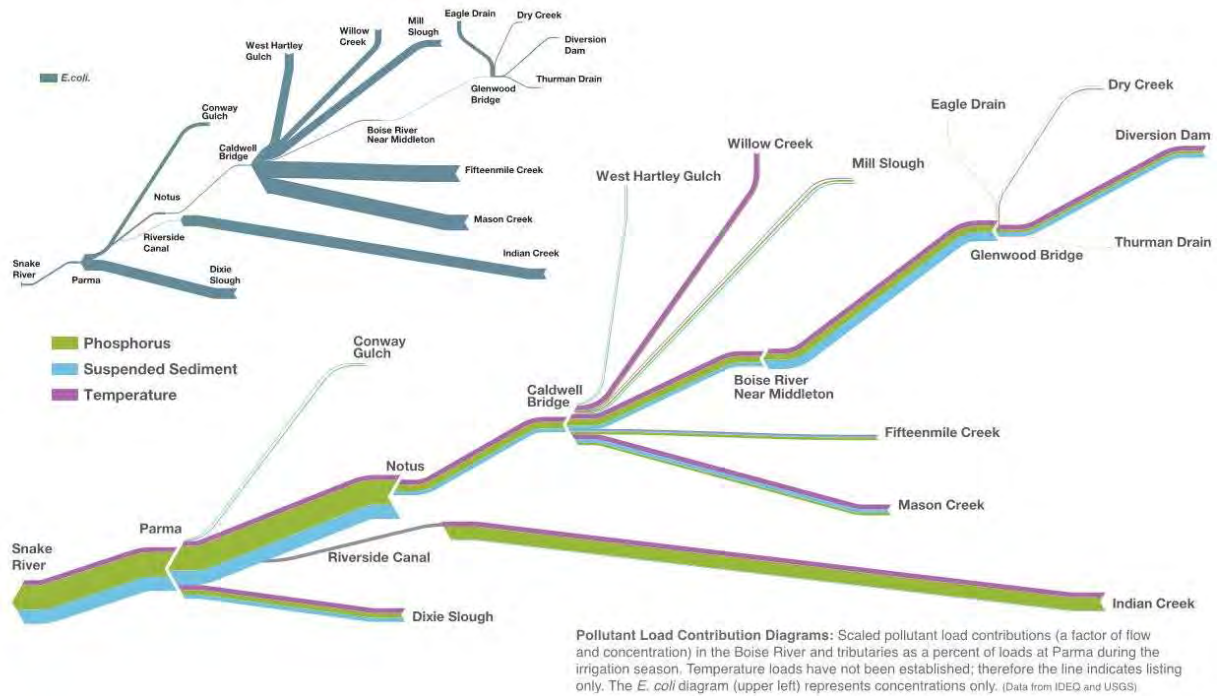 Eagle Drain
Dry Creek
Mill
Slough
Willow
Creek
Diversion
Dam
West Hartley
Gulch
E.coli.
Thurman Drain
Glenwood
Bridge
Conway
Gulch
Boise River
Near Middleton
Caldwell
Bridge
Fifteenmile Creek
Notus
Mason Creek
Riverside
Canal
Indian Creek
Snake
River
Parma
Dixie
Slough
Dry Creek
Eagle Drain
Diversion Dam
Willow Creek
Mill Slough
West Hartley Gulch
Thurman Drain
Glenwood Bridge
Phosphorus
Suspended Sediment
Temperature
Conway
Gulch
Boise River
Near Middleton
Caldwell
Bridge
Fifteenmile Creek
Notus
Mason Creek
Parma
Riverside Canal
Snake
River
Indian Creek
Dixie Slough
Pollutant Load Contribution Diagrams: Scaled pollutant load contributions (a factor of flow
and concentration) in the Boise River and tributaries as a percent of loads at Parma during the
irrigation season. Temperature loads have not been established; therefore the line indicates listing
only. The E. coli diagram (upper left) represents concentrations only. (Data from IDEQ and USGS)